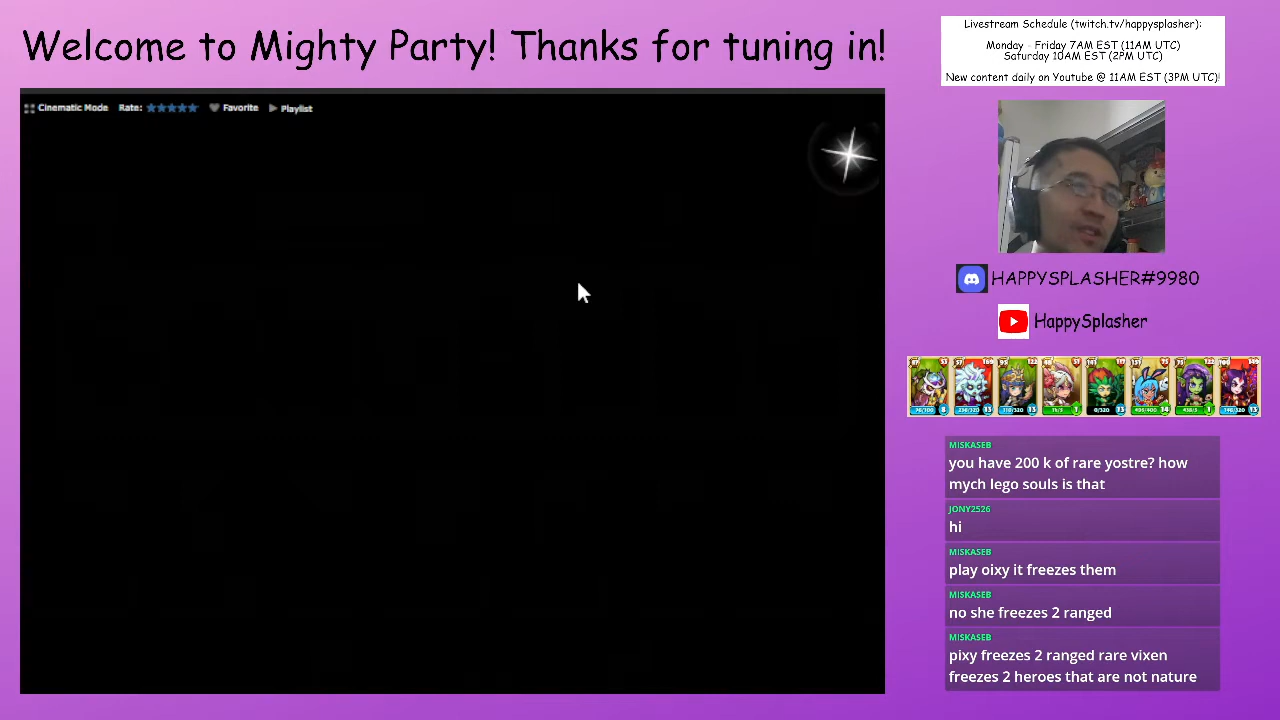 Welcome to Mighty Party! Thanks for tuning in!
Livestream Schedule (twitch.tv/happysplasher):
Monday - Friday 7AM EST (11AM UTC)
Saturday 10AM EST (2PM UTC)
New content daily on Youtube @ 11AM EST (3PM UTC)!
Cinematic Mode Rate: Favorite Playlist
HAPPYSPLASHER#9980
HappySplasher
MISKASEB
you have 200 k of rare yostre? how
mych lego souls is that
JONY2526
hi
MISKASEB
play oixy it freezes them
MISKASEB
no she freezes 2 ranged
MISKASEB
pixy freezes 2 ranged rare vixen
freezes 2 heroes that are not nature